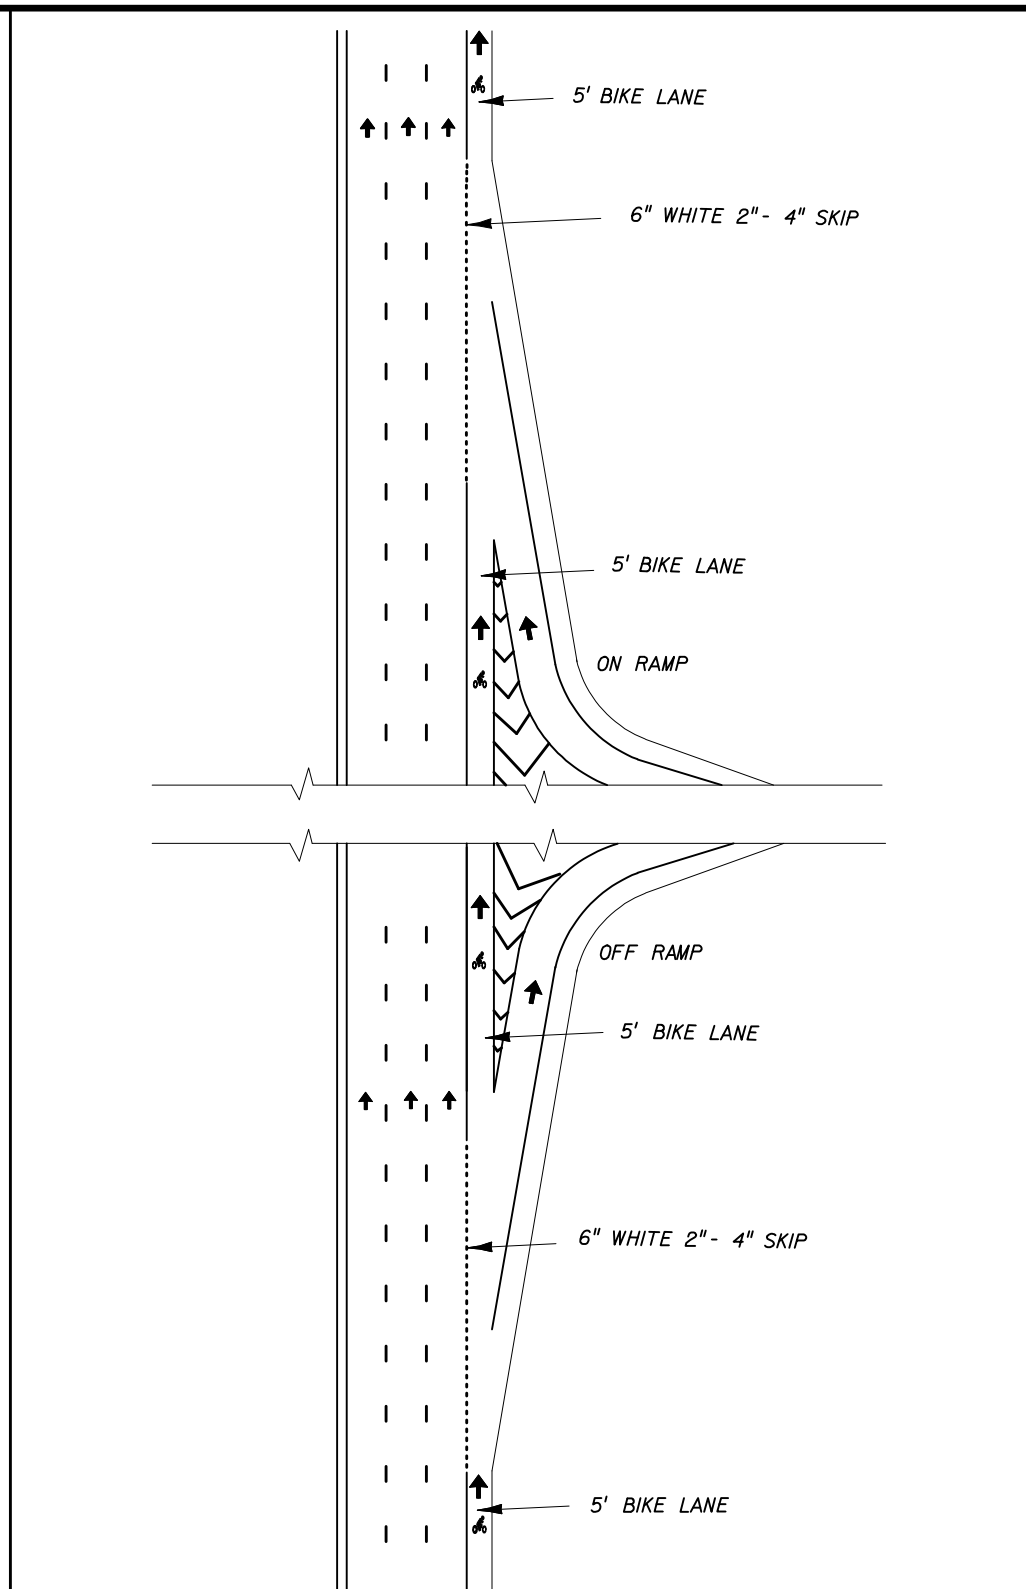 5' BIKE LANE
6" WHITE 2"- 4" SKIP
5' BIKE LANE
ON RAMP
OFF RAMP
5' BIKE LANE
6" WHITE 2"- 4" SKIP
5' BIKE LANE